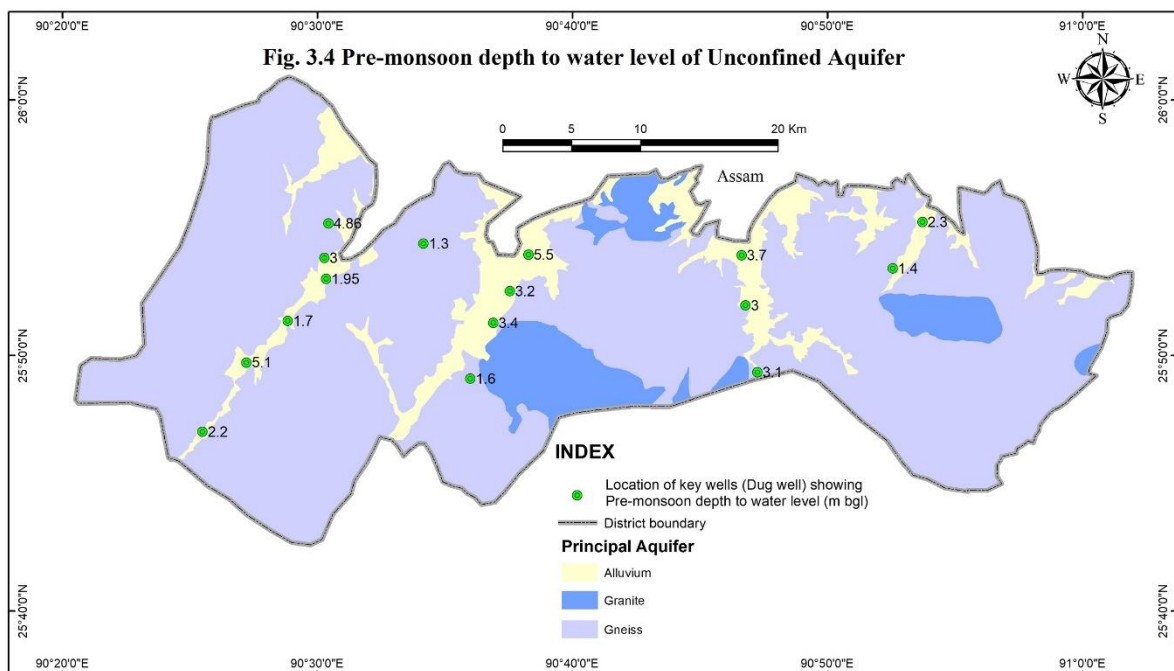 90°20'0"E 90°30'0"E 90°40'0"E 90°50'0"E 91°0'0"E
Fig. 3.4 Pre-monsoon depth to water level of Unconfined Aquifer
N
W E
S
26°0'0"N 26°0'0"N
0 5 10 20 Km
Assam
4.86
2.3
1.3
5.5
3.7
3
1.4
1.95
3.2
3
1.7
3.4
25°50'0"N 25°50'0"N
5.1
3.1
1.6
2.2
INDEX
Location of key wells (Dug well) showing
Pre-monsoon depth to water level (m bgl)
District boundary
Principal Aquifer
Alluvium
Granite
Gneiss
25°40'0"N 25°40'0"N
90°20'0"E 90°30'0"E 90°40'0"E 90°50'0"E 91°0'0"E